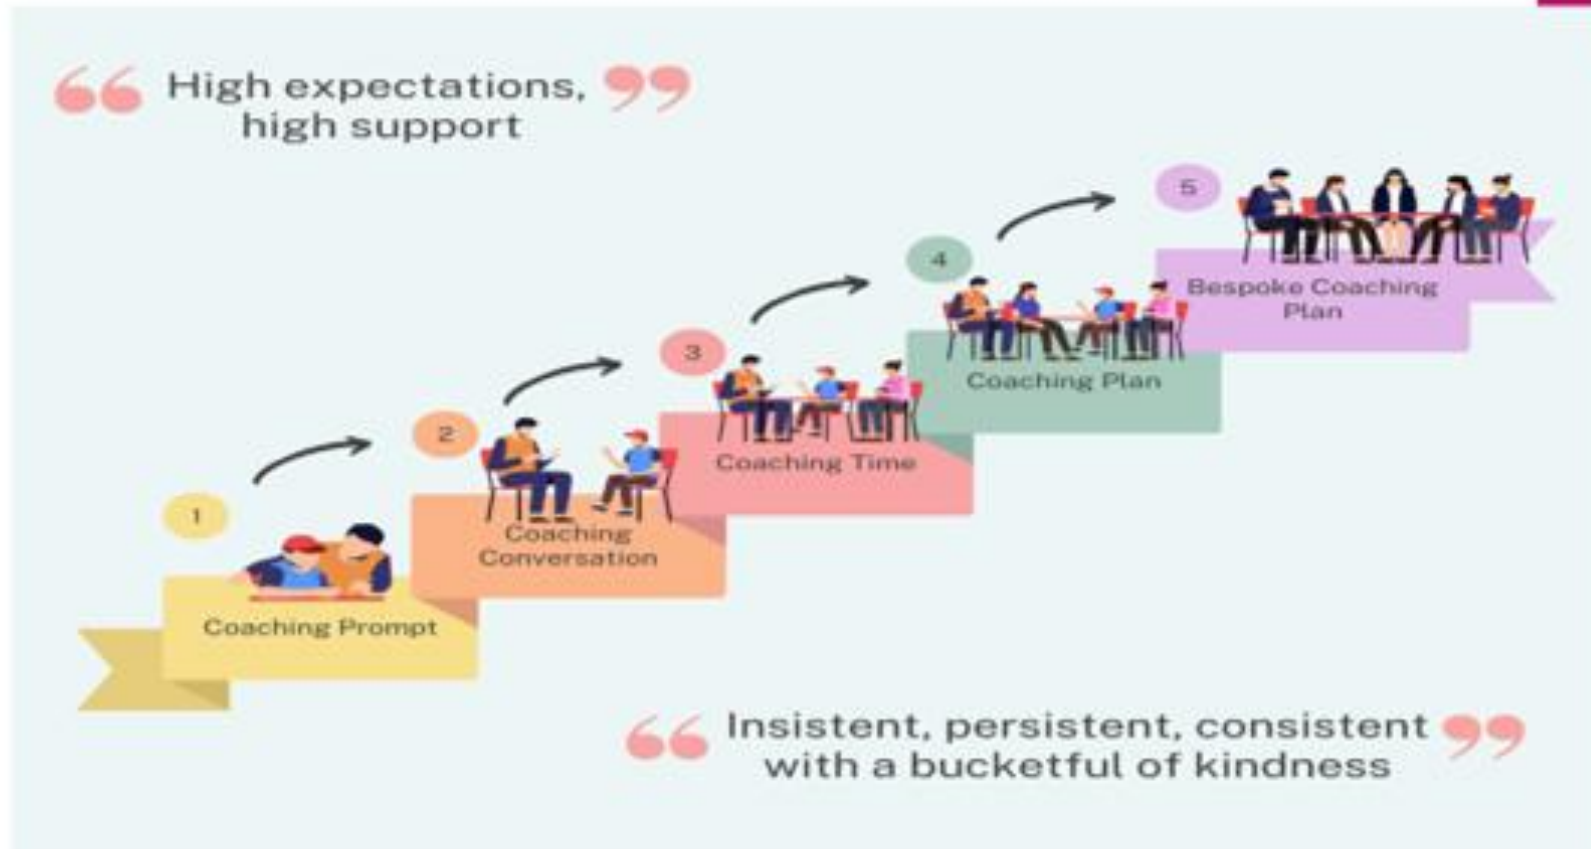 “ High expectations, ”
high support
5
Bespoke Coaching
Plan
4
Coaching Plan
3
Coaching Time
2
Coaching
Conversation
1
Coaching Prompt
“ Insistent, persistent, consistent ”
with a bucketful of kindness